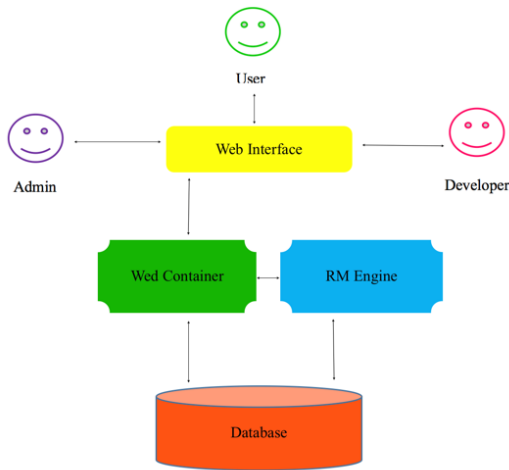 User
Web Interface
Admin
Developer
Wed Container
RM Engine
Database